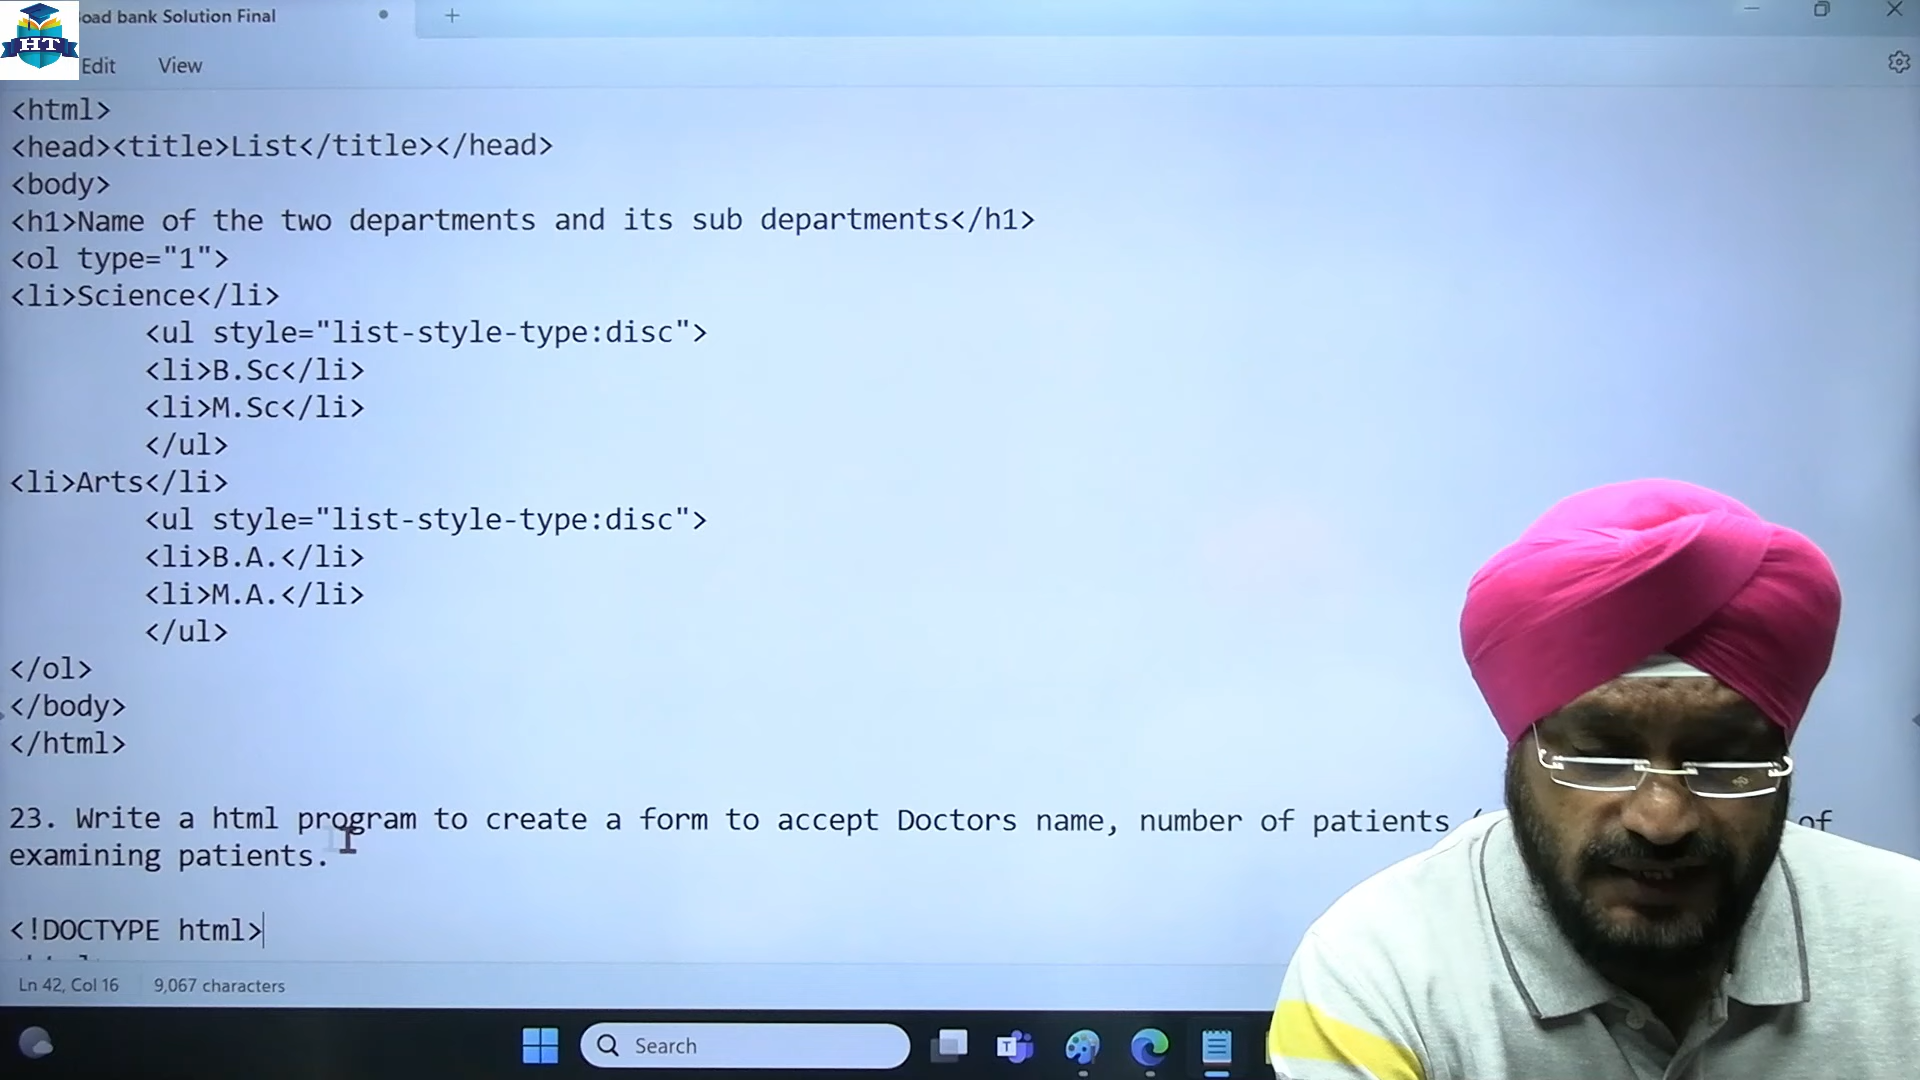 HT
oad bank Solution Final
Edit View
<html>
<head><title>List</title></head>
<body>
<h1>Name of the two departments and its sub departments</h1>
<ol type="1">
<li>Science</li>
<ul style="list-style-type:disc">
<li>B.Sc</li>
<li>M.Sc</li>
</ul>
<li>Arts</li>
<ul style="list-style-type:disc">
<li>B.A.</li>
<li>M.A.</li>
</ul>
</ol>
</body>
</html>
23. Write a html program to create a form to accept Doctors name, number of patients of
examining patients.
<!DOCTYPE html>
Ln 42, Col 16 9,067 characters
Search
T